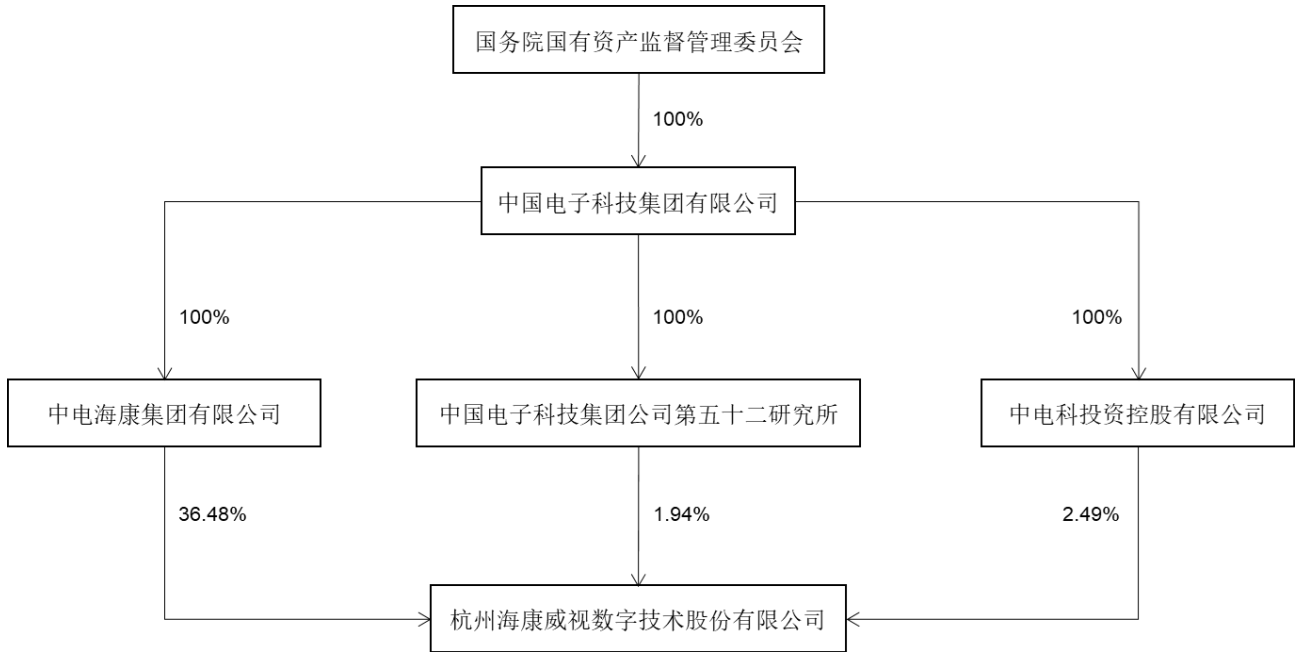 国务院国有资产监督管理委员会
100%
中国电子科技集团有限公司
100%
100%
100%
中电海康集团有限公司
中国电子科技集团公司第五十二研究所
中电科投资控股有限公司
36.48%
1.94%
2.49%
杭州海康威视数字技术股份有限公司